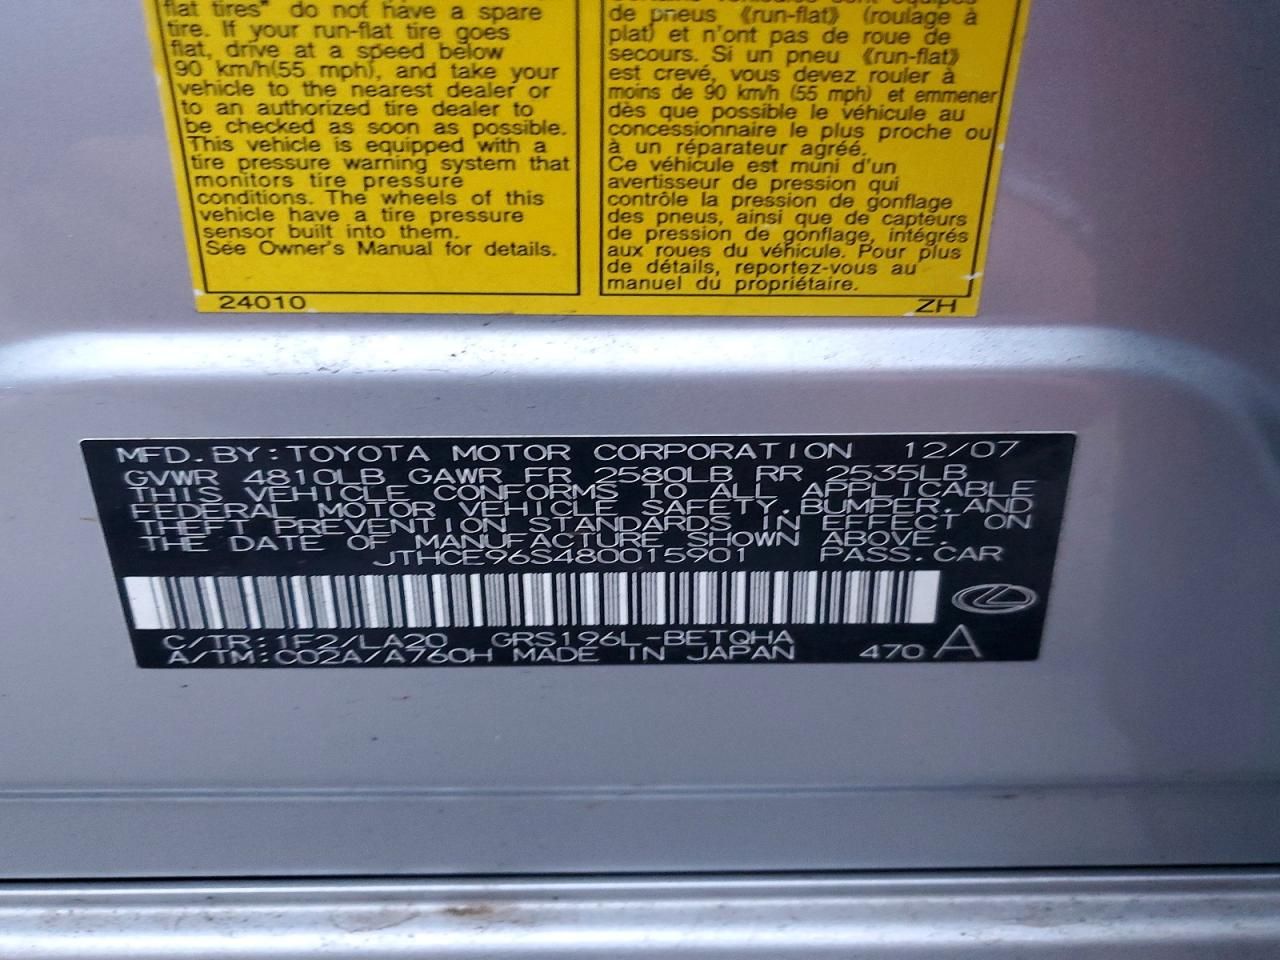 flat tires" do not have a spare
tire. If your run-flat tire goes
flat, drive at a speed below
90 km/h(55 mph), and take your
vehicle to the nearest dealer or
to an authorized tire dealer to
be checked as soon as possible.
This vehicle is equipped with a
tire pressure warning system that
monitors tire pressure
conditions. The wheels of this
vehicle have a tire pressure
sensor built into them.
See Owner's Manual for details.
24010
de pneus 《run-flat》 (roulage à
plat) et n'ont pas de roue de
secours. Si un pneu 《run-flat》
est crevé, vous devez rouler à
moins de 90 km/h (55 mph) et emmener
dès que possible le véhicule au
concessionnaire le plus proche ou
à un réparateur agréé.
Ce véhicule est muni d'un
avertisseur de pression qui
contrôle la pression de gonflage
des pneus, ainsi que de capteurs
de pression de gonflage, intégrés
aux roues du véhicule. Pour plus
de détails, reportez-vous au
manuel du propriétaire.
ZH
MFD. BY: TOYOTA MOTOR CORPORATION 12/07
GVWR 4810LB GAWR FR 2580LB RR 2535LB
THIS VEHICLE CONFORMS TO ALL APPLICABLE
FEDERAL MOTOR VEHICLE SAFETY, BUMPER, AND
THEFT PREVENTION STANDARDS IN EFFECT ON
THE DATE OF MANUFACTURE SHOWN ABOVE.
JTHCE96S480015901 PASS. CAR
C/TR: 1F2/LA20 GRS196L-BETQHA
A/TM: C02A/A760H MADE IN JAPAN 470 A